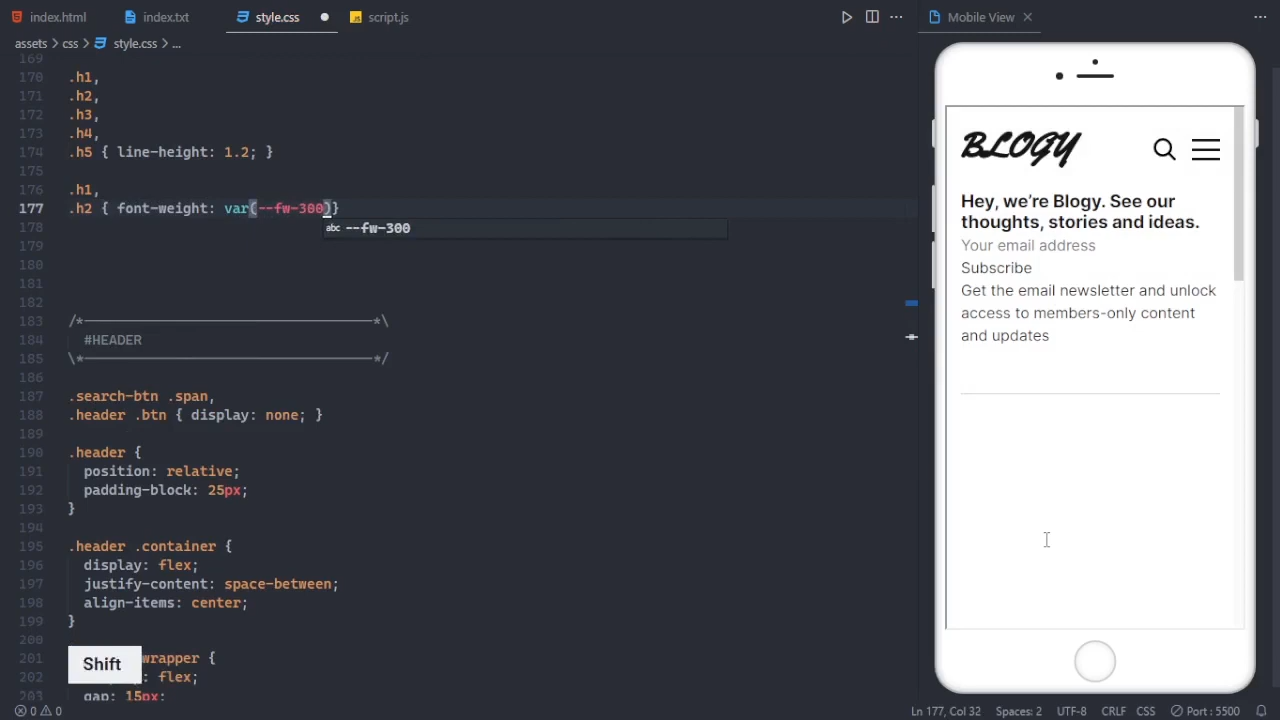 index.html
index.txt
style.css
script.js
Mobile View
assets > css > style.css > ...
169
170 .h1,
171 .h2,
172 .h3,
173 .h4,
174 .h5 { line-height: 1.2; }
175
176 .h1,
177 .h2 { font-weight: var(--fw-300)}
abc --fw-300
178
179
180
181
182
183 /*-----------------------------------*\
184 #HEADER
185 \*-----------------------------------*/
186
187 .search-btn .span,
188 .header .btn { display: none; }
189
190 .header {
191 position: relative;
192 padding-block: 25px;
193 }
194
195 .header .container {
196 display: flex;
197 justify-content: space-between;
198 align-items: center;
199 }
200
201 wrapper {
202 flex;
203 gap: 15px;
Shift
BLOGY
Hey, we're Blogy. See our
thoughts, stories and ideas.
Your email address
Subscribe
Get the email newsletter and unlock
access to members-only content
and updates
0 0
Ln 177, Col 32
Spaces: 2
UTF-8
CRLF
CSS
Port : 5500